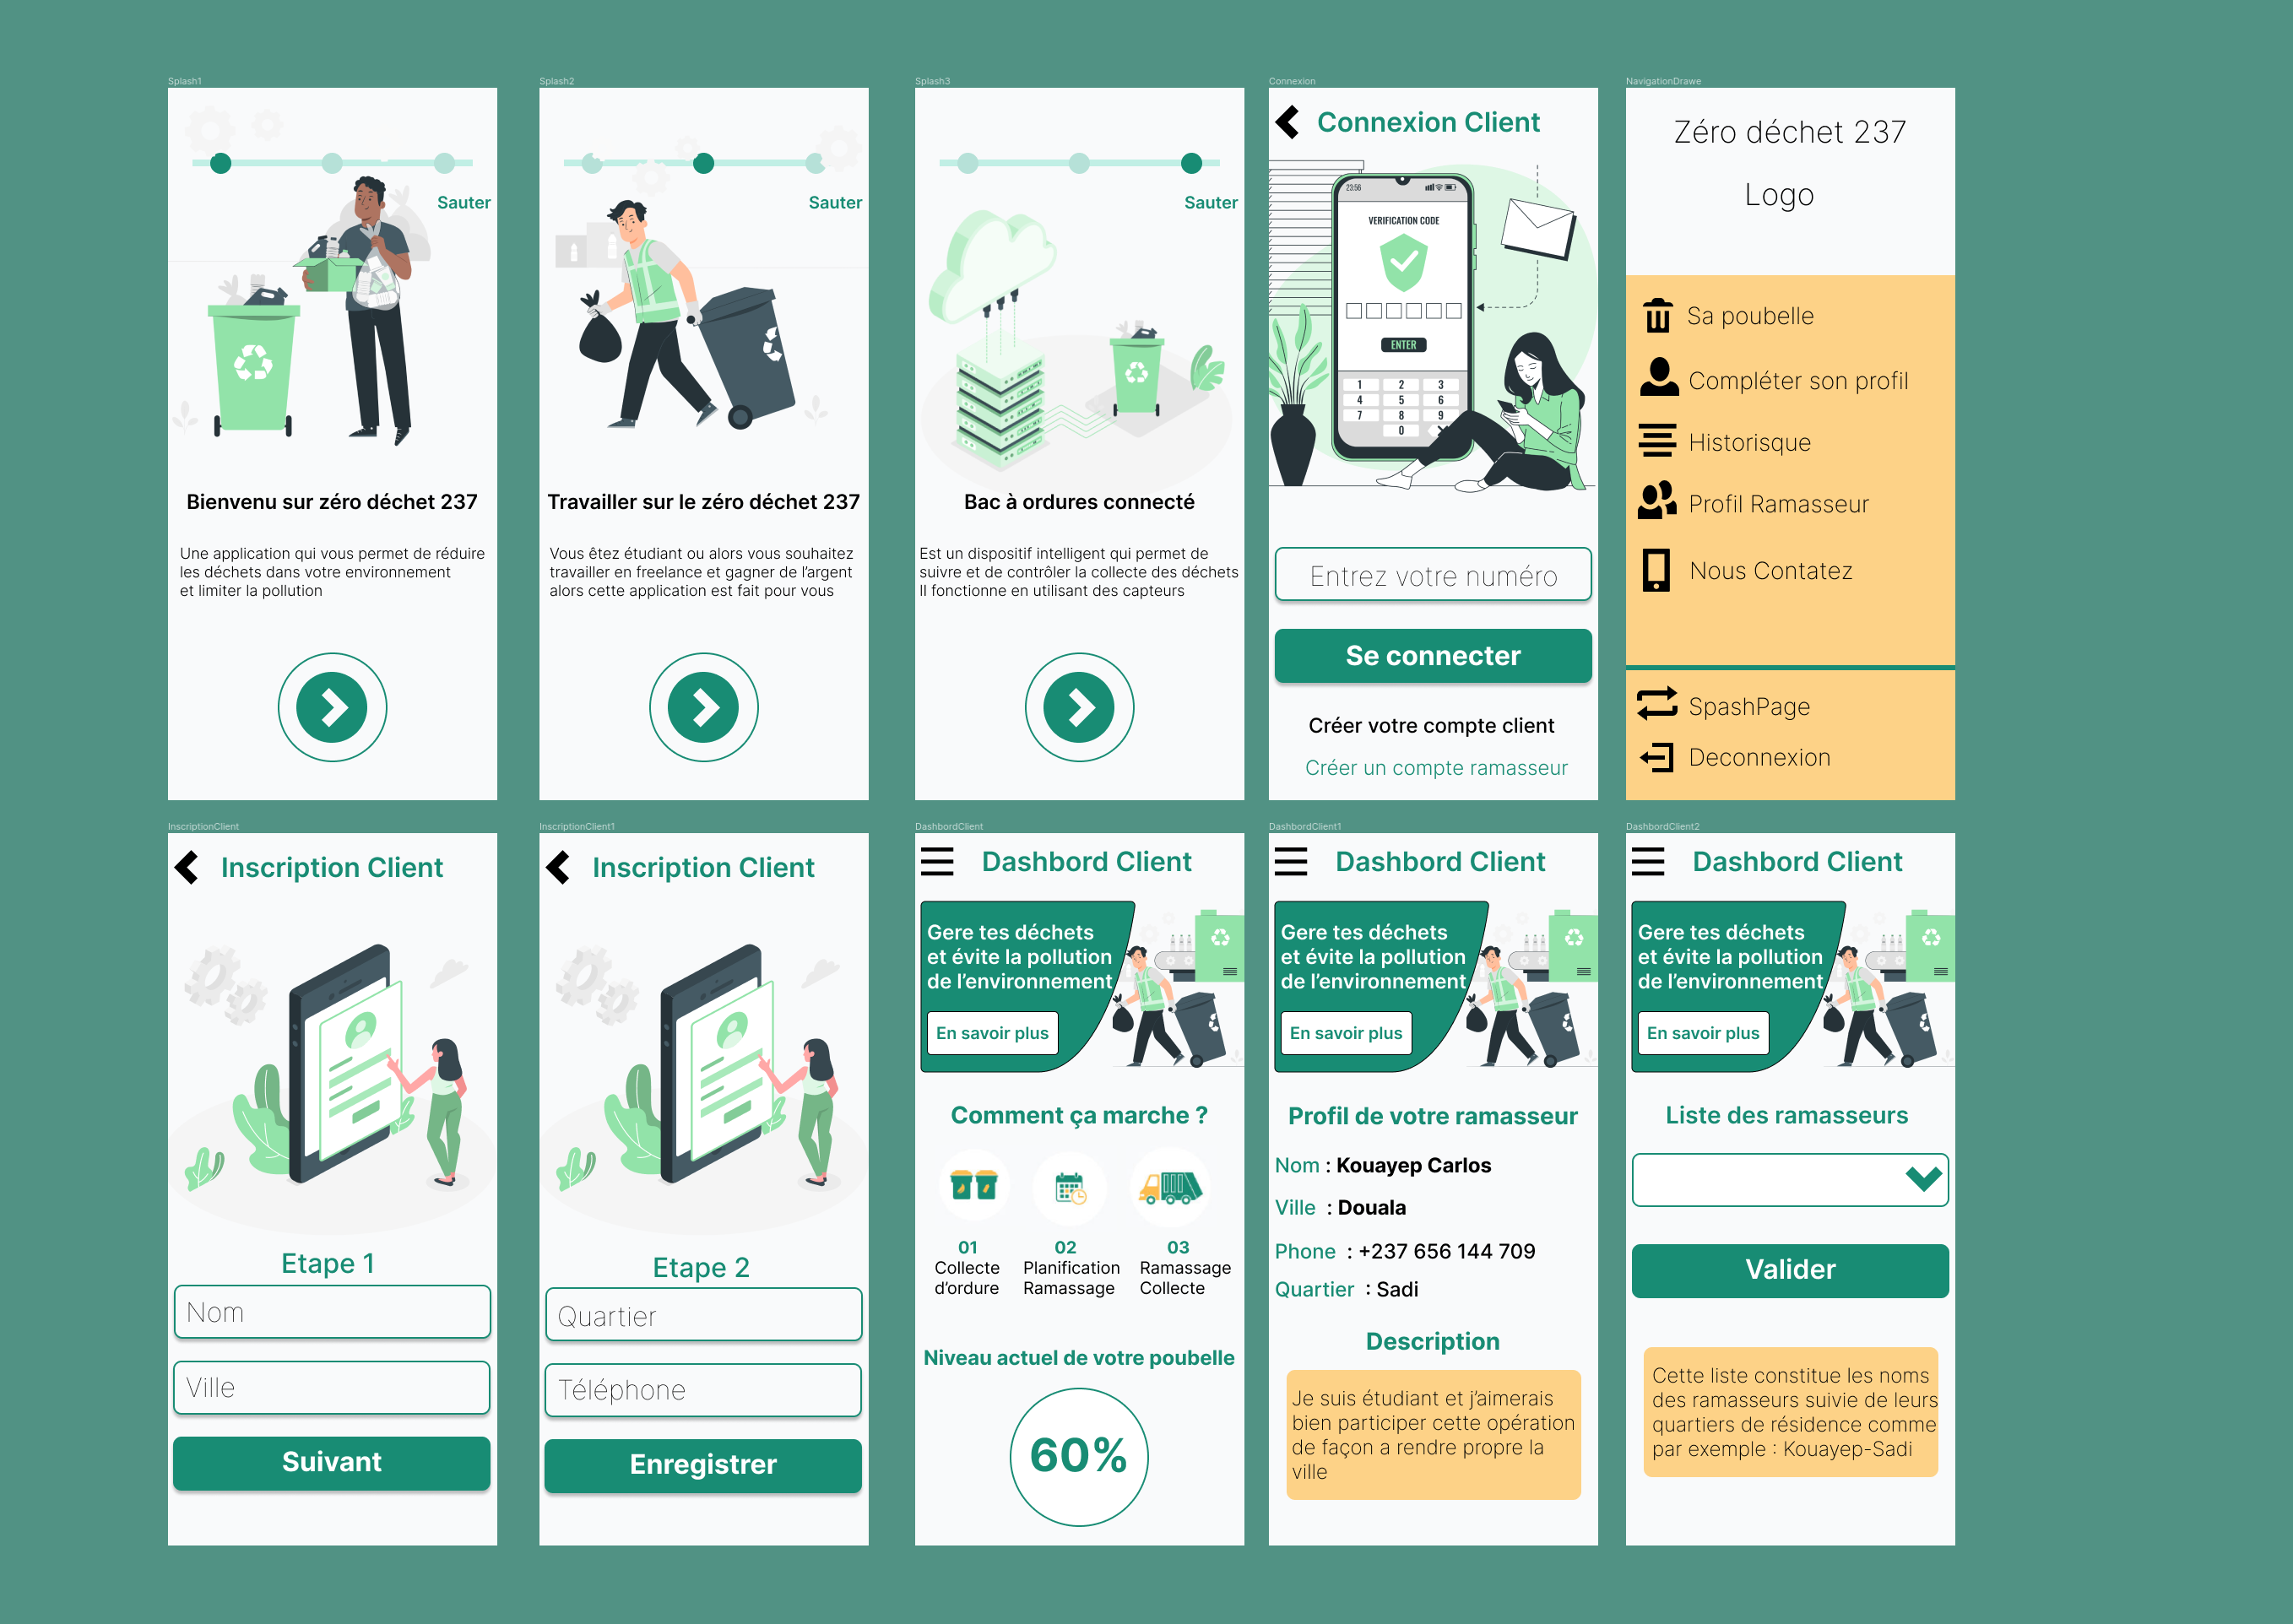 Splash1
Sauter
Bienvenu sur zéro déchet 237
Une application qui vous permet de réduire
les déchets dans votre environnement
et limiter la pollution
Splash2
Sauter
Travailler sur le zéro déchet 237
Vous êtez étudiant ou alors vous souhaitez
travailler en freelance et gagner de l'argent
alors cette application est fait pour vous
Splash3
Sauter
Bac à ordures connecté
Est un dispositif intelligent qui permet de
suivre et de contrôler la collecte des déchets
Il fonctionne en utilisant des capteurs
Connexion
Connexion Client
23:56
VERIFICATION CODE
ENTER
1 2 3
4 5 6
7 8 9
0
Entrez votre numéro
Se connecter
Créer votre compte client
Créer un compte ramasseur
NavigationDrawe
Zéro déchet 237
Logo
Sa poubelle
Compléter son profil
Historisque
Profil Ramasseur
Nous Contatez
SpashPage
Deconnexion
InscriptionClient
Inscription Client
Etape 1
Nom
Ville
Suivant
InscriptionClient1
Inscription Client
Etape 2
Quartier
Téléphone
Enregistrer
DashbordClient
Dashbord Client
Gere tes déchets
et évite la pollution
de l'environnement
En savoir plus
Comment ça marche ?
01
Collecte
d'ordure
02
Planification
Ramassage
03
Ramassage
Collecte
Niveau actuel de votre poubelle
60%
DashbordClient1
Dashbord Client
Gere tes déchets
et évite la pollution
de l'environnement
En savoir plus
Profil de votre ramasseur
Nom : Kouayep Carlos
Ville : Douala
Phone : +237 656 144 709
Quartier : Sadi
Description
Je suis étudiant et j'aimerais
bien participer cette opération
de façon a rendre propre la
ville
DashbordClient2
Dashbord Client
Gere tes déchets
et évite la pollution
de l'environnement
En savoir plus
Liste des ramasseurs
Valider
Cette liste constitue les noms
des ramasseurs suivie de leurs
quartiers de résidence comme
par exemple : Kouayep-Sadi